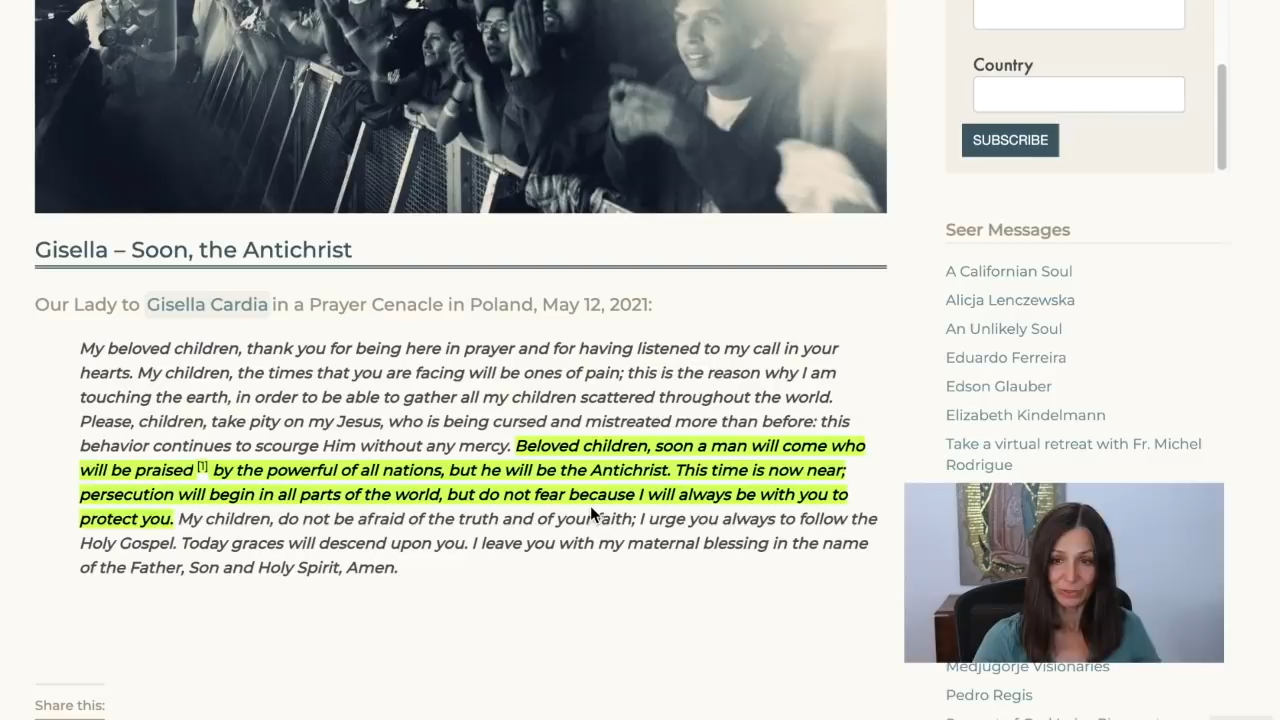 Country
SUBSCRIBE
Gisella – Soon, the Antichrist
Our Lady to Gisella Cardia in a Prayer Cenacle in Poland, May 12, 2021:
My beloved children, thank you for being here in prayer and for having listened to my call in your
hearts. My children, the times that you are facing will be ones of pain; this is the reason why I am
touching the earth, in order to be able to gather all my children scattered throughout the world.
Please, children, take pity on my Jesus, who is being cursed and mistreated more than before: this
behavior continues to scourge Him without any mercy. Beloved children, soon a man will come who
will be praised [1] by the powerful of all nations, but he will be the Antichrist. This time is now near;
persecution will begin in all parts of the world, but do not fear because I will always be with you to
protect you. My children, do not be afraid of the truth and of your faith; I urge you always to follow the
Holy Gospel. Today graces will descend upon you. I leave you with my maternal blessing in the name
of the Father, Son and Holy Spirit, Amen.
Share this:
Seer Messages
A Californian Soul
Alicja Lenczewska
An Unlikely Soul
Eduardo Ferreira
Edson Glauber
Elizabeth Kindelmann
Take a virtual retreat with Fr. Michel
Rodrigue
Medjugorje Visionaries
Pedro Regis